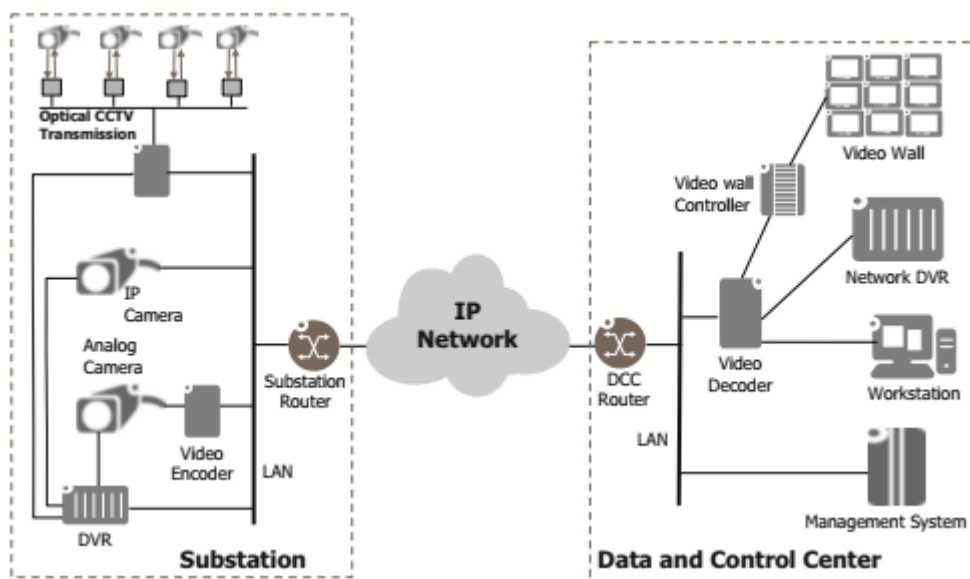 Optical CCTV
Transmission
IP
Camera
Analog
Camera
Video
Encoder
LAN
DVR
Substation
Substation
Router
IP
Network
DCC
Router
LAN
Video Wall
Video wall
Controller
Network DVR
Video
Decoder
Workstation
Management System
Data and Control Center